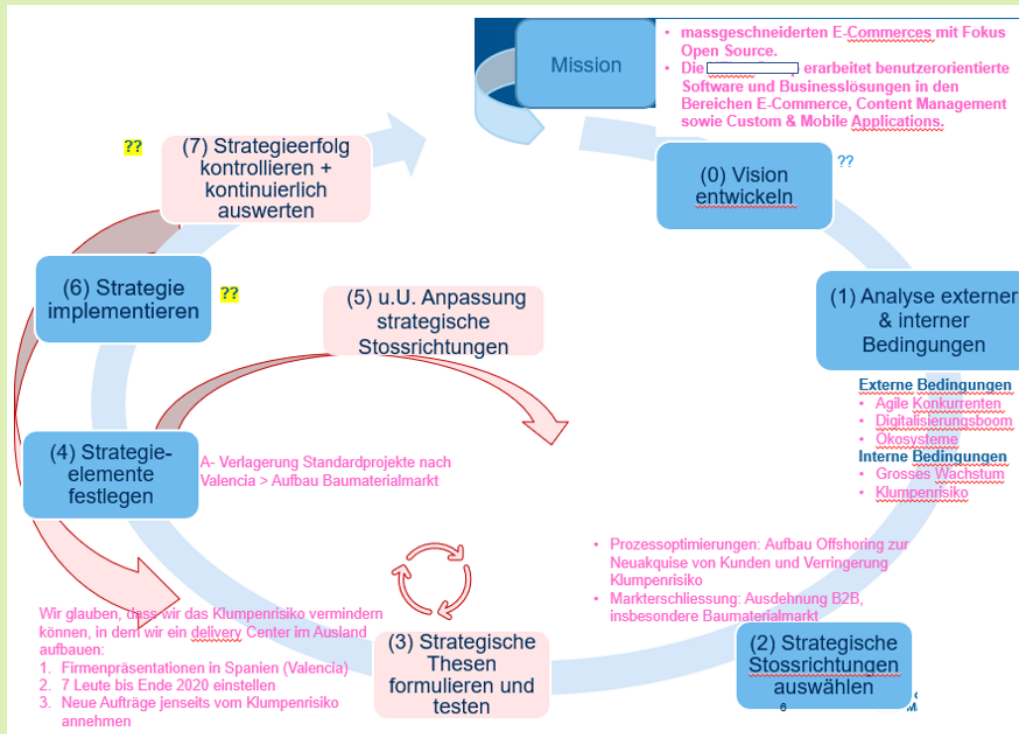 Mission
• massgeschneiderten E-Commerces mit Fokus
Open Source.
• Die erarbeitet benutzerorientierte
Software und Businesslösungen in den
Bereichen E-Commerce, Content Management
sowie Custom & Mobile Applications.
(0) Vision
entwickeln
??
(1) Analyse externer
& interner
Bedingungen
Externe Bedingungen
• Agile Konkurrenten
• Digitalisierungsboom
• Ökosysteme
Interne Bedingungen
• Grosses Wachstum
• Klumpenrisiko
(2) Strategische
Stossrichtungen
auswählen
6
• Prozessoptimierungen: Aufbau Offshoring zur
Neuakquise von Kunden und Verringerung
Klumpenrisiko
• Markterschliessung: Ausdehnung B2B,
insbesondere Baumaterialmarkt
(3) Strategische
Thesen
formulieren und
testen
Wir glauben, dass wir das Klumpenrisiko vermindern
können, in dem wir ein delivery Center im Ausland
aufbauen:
1. Firmenpräsentationen in Spanien (Valencia)
2. 7 Leute bis Ende 2020 einstellen
3. Neue Aufträge jenseits vom Klumpenrisiko
annehmen
(4) Strategie-
elemente
festlegen
A- Verlagerung Standardprojekte nach
Valencia > Aufbau Baumaterialmarkt
(5) u.U. Anpassung
strategische
Stossrichtungen
(6) Strategie
implementieren
??
(7) Strategieerfolg
kontrollieren +
kontinuierlich
auswerten
??